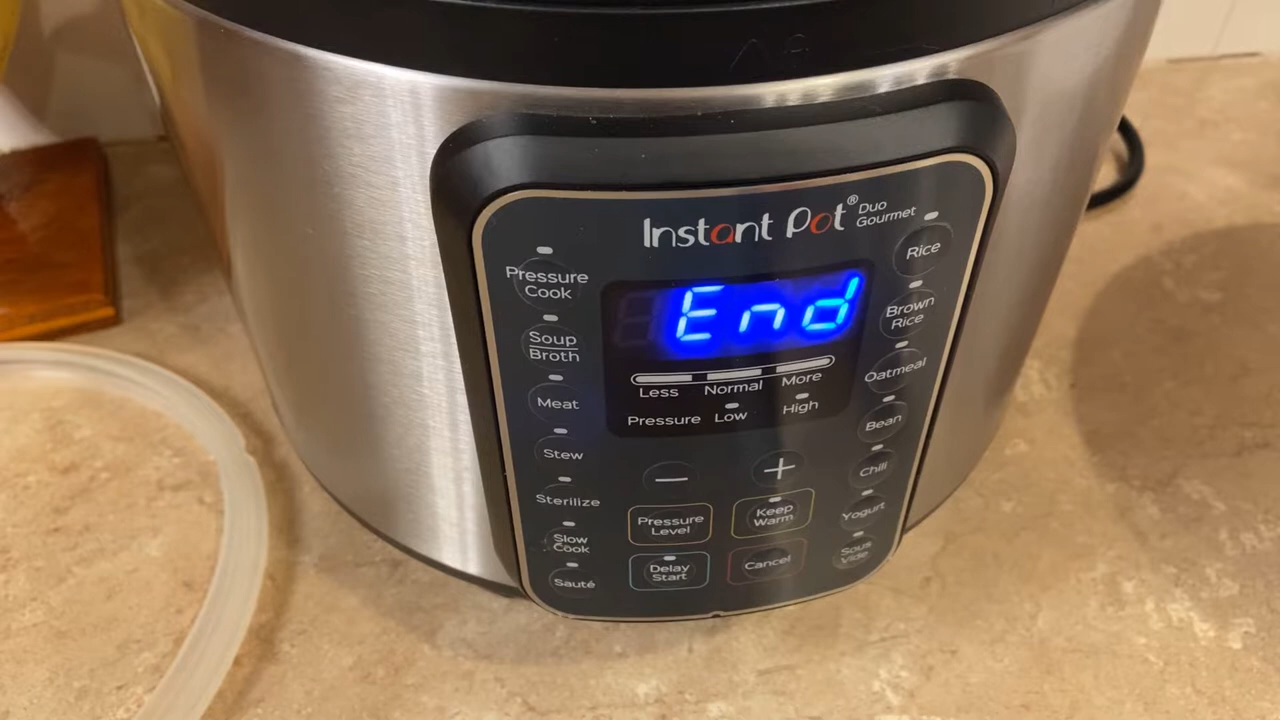 Instant Pot® Duo Gourmet
End
Less Normal More
Pressure Low High
Pressure
Cook
Soup
Broth
Meat
Stew
Sterilize
Slow
Cook
Sauté
−
+
Pressure
Level
Keep
Warm
Delay
Start
Cancel
Rice
Brown
Rice
Oatmeal
Bean
Chili
Yogurt
Sous
Vide